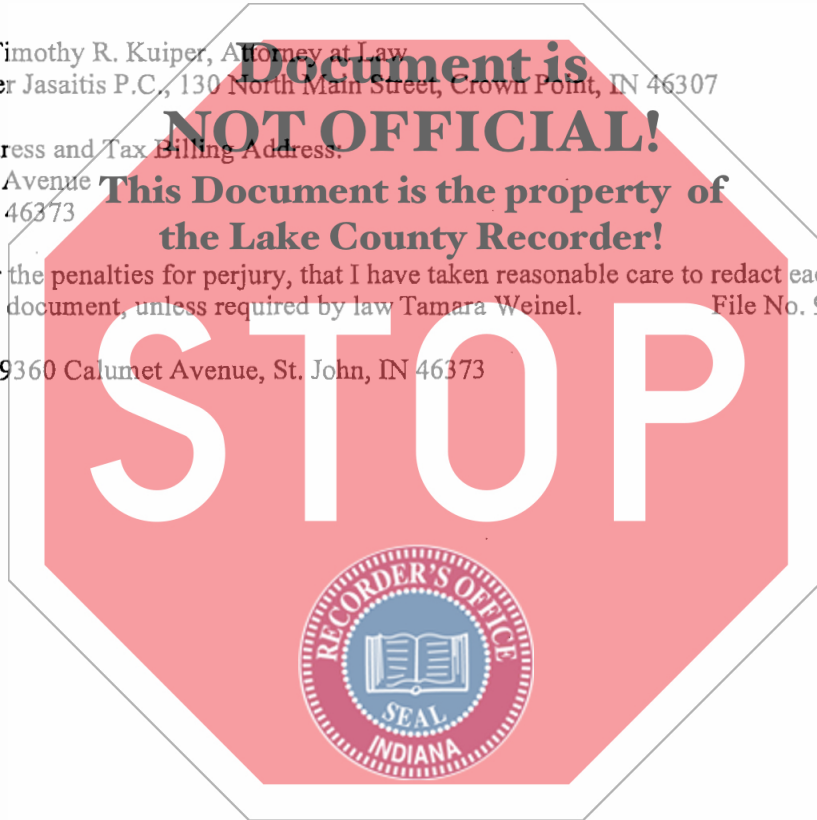 Timothy R. Kuiper, Attorney at Law
Document is
er Jasaitis P.C., 130 North Main Street, Crown Point, IN 46307
NOT OFFICIAL!
ress and Tax Billing Address:
Avenue
This Document is the property of
46373
the Lake County Recorder!
the penalties for perjury, that I have taken reasonable care to redact eac
document, unless required by law Tamara Weinel. File No. 9
9360 Calumet Avenue, St. John, IN 46373
STOP
RECORDER'S OFFICE
SEAL
INDIANA